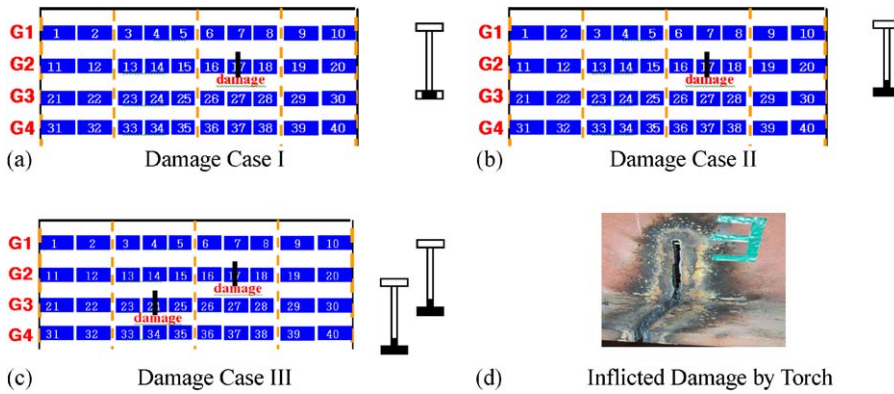 G1 1 2 3 4 5 6 7 8 9 10
G2 11 12 13 14 15 16 17 18 19 20
damage
G3 21 22 23 24 25 26 27 28 29 30
G4 31 32 33 34 35 36 37 38 39 40
(a) Damage Case I
1 2 3 4 5 6 7 8 9 10
11 12 13 14 15 16 17 18 19 20
damage
21 22 23 24 25 26 27 28 29 30
31 32 33 34 35 36 37 38 39 40
(b) Damage Case II
G1 1 2 3 4 5 6 7 8 9 10
G2 11 12 13 14 15 16 17 18 19 20
damage
G3 21 22 23 25 26 27 28 29 30
damage
G4 31 32 33 34 35 36 37 38 39 40
(c) Damage Case III
(d) Inflicted Damage by Torch